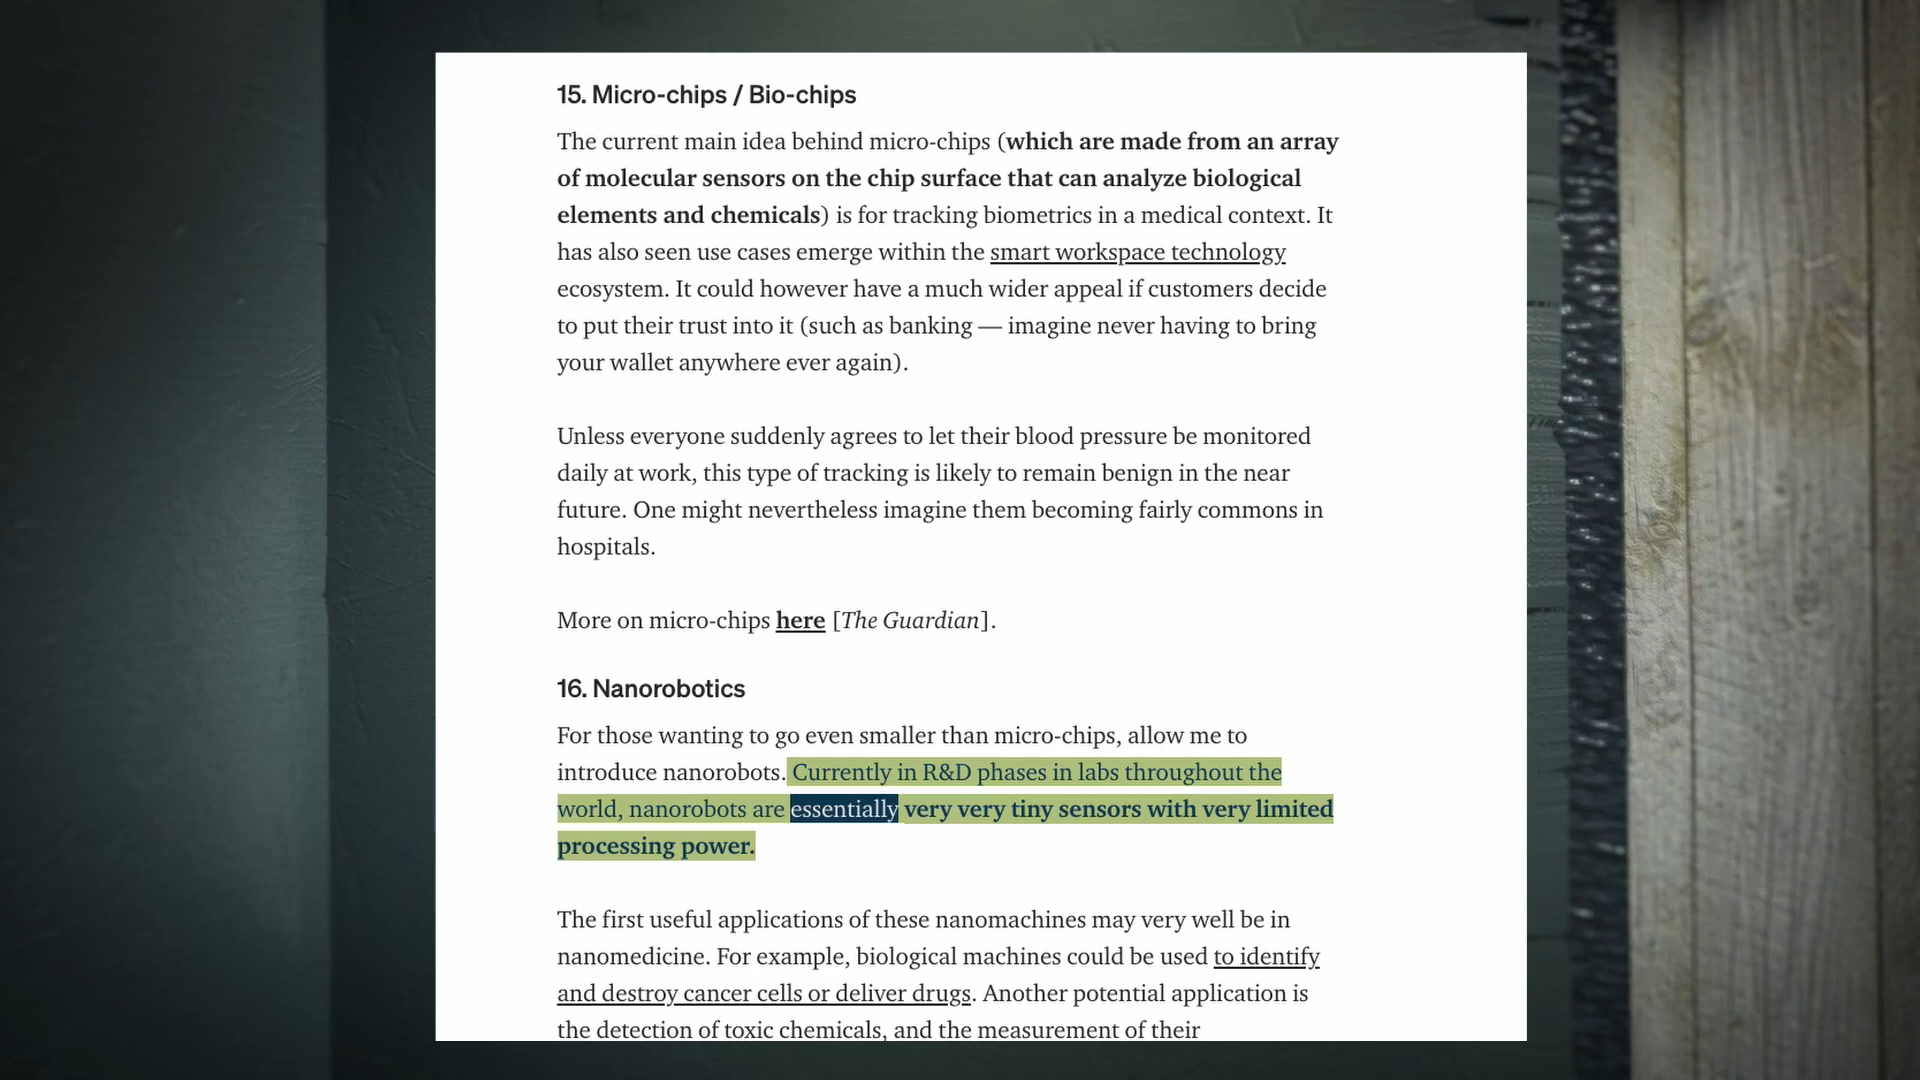 15. Micro-chips / Bio-chips
The current main idea behind micro-chips (which are made from an array
of molecular sensors on the chip surface that can analyze biological
elements and chemicals) is for tracking biometrics in a medical context. It
has also seen use cases emerge within the smart workspace technology
ecosystem. It could however have a much wider appeal if customers decide
to put their trust into it (such as banking — imagine never having to bring
your wallet anywhere ever again).
Unless everyone suddenly agrees to let their blood pressure be monitored
daily at work, this type of tracking is likely to remain benign in the near
future. One might nevertheless imagine them becoming fairly commons in
hospitals.
More on micro-chips here [The Guardian].
16. Nanorobotics
For those wanting to go even smaller than micro-chips, allow me to
introduce nanorobots. Currently in R&D phases in labs throughout the
world, nanorobots are essentially very very tiny sensors with very limited
processing power.
The first useful applications of these nanomachines may very well be in
nanomedicine. For example, biological machines could be used to identify
and destroy cancer cells or deliver drugs. Another potential application is
the detection of toxic chemicals, and the measurement of their